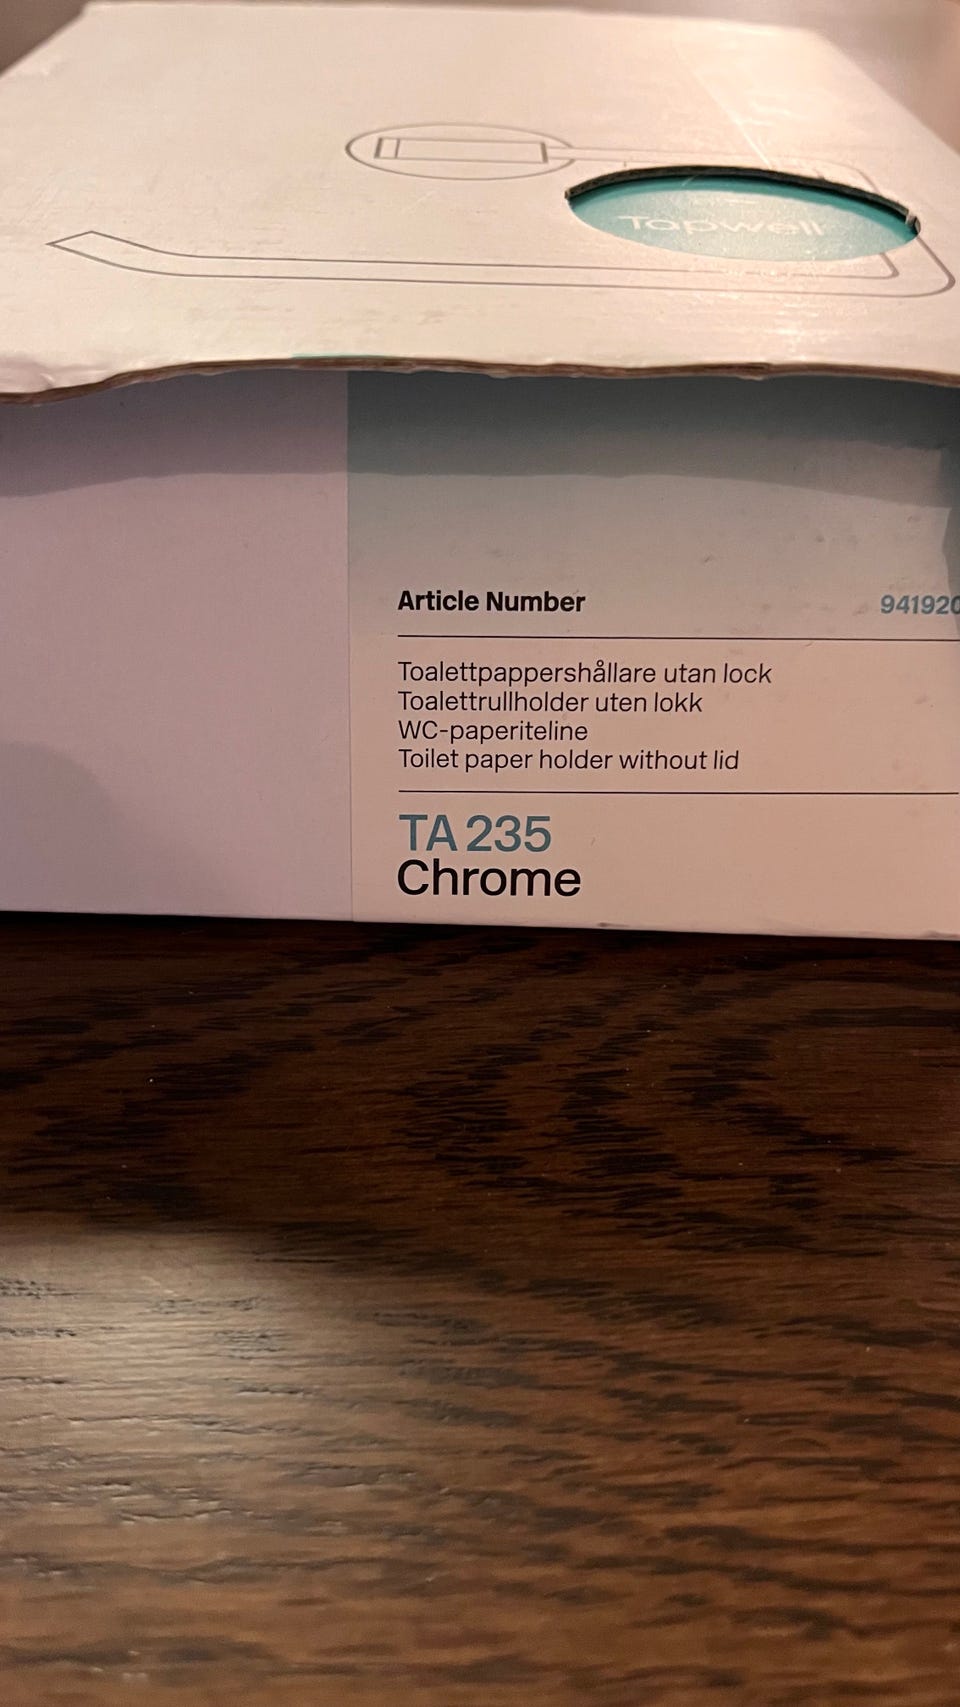 Tapwell
Article Number 941920
Toalettpappershållare utan lock
Toalettrullholder uten lokk
WC-paperiteline
Toilet paper holder without lid
TA 235
Chrome